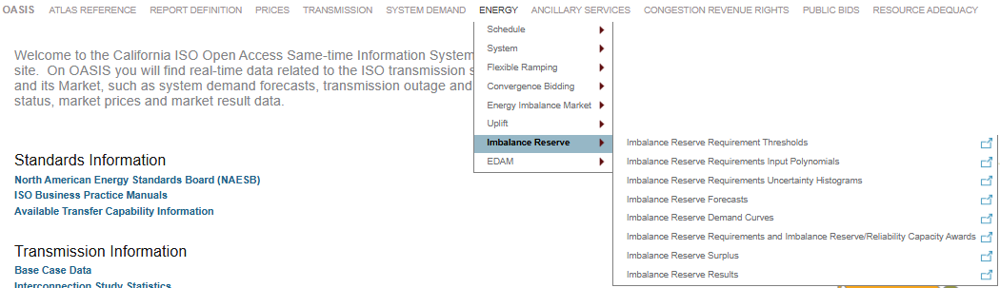 OASIS ATLAS REFERENCE REPORT DEFINITION PRICES TRANSMISSION SYSTEM DEMAND ENERGY ANCILLARY SERVICES CONGESTION REVENUE RIGHTS PUBLIC BIDS RESOURCE ADEQUACY
Schedule
System
Flexible Ramping
Convergence Bidding
Energy Imbalance Market
Uplift
Imbalance Reserve
EDAM
Imbalance Reserve Requirement Thresholds
Imbalance Reserve Requirements Input Polynomials
Imbalance Reserve Requirements Uncertainty Histograms
Imbalance Reserve Forecasts
Imbalance Reserve Demand Curves
Imbalance Reserve Requirements and Imbalance Reserve/Reliability Capacity Awards
Imbalance Reserve Surplus
Imbalance Reserve Results
Welcome to the California ISO Open Access Same-time Information System
site. On OASIS you will find real-time data related to the ISO transmission s
and its Market, such as system demand forecasts, transmission outage and
status, market prices and market result data.
Standards Information
North American Energy Standards Board (NAESB)
ISO Business Practice Manuals
Available Transfer Capability Information
Transmission Information
Base Case Data
Interconnection Study Statistics